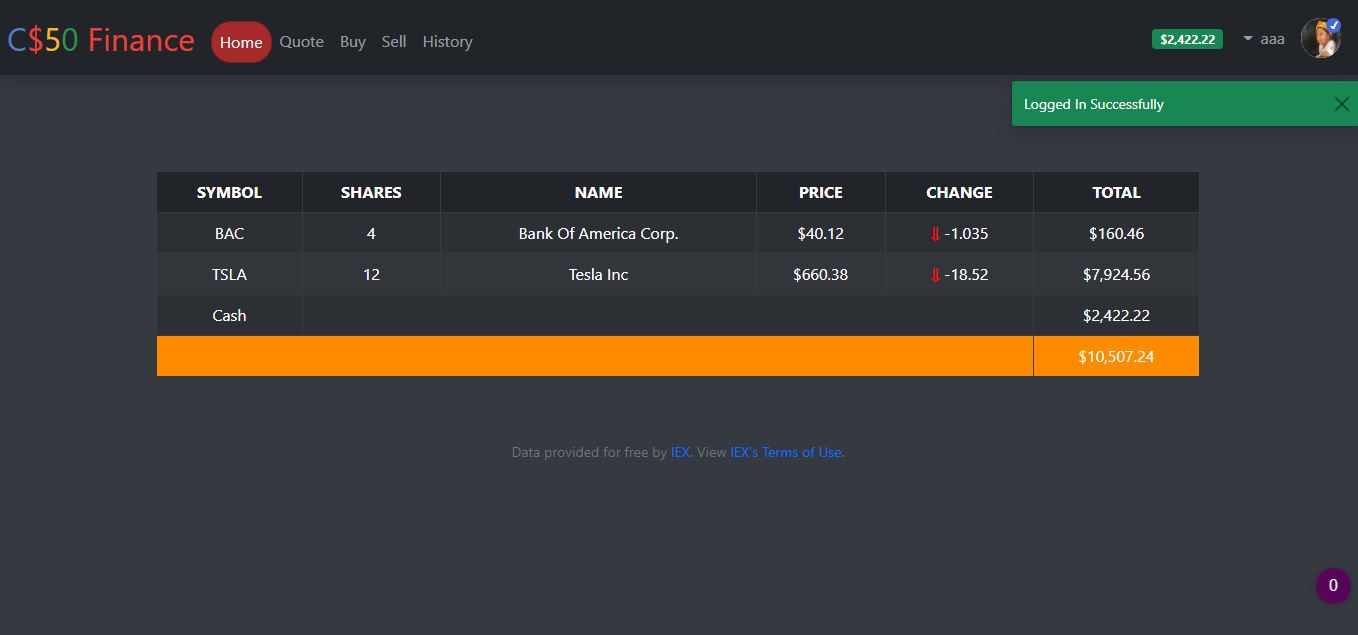 C$50 Finance Home Quote Buy Sell History $2,422.22 aaa
Logged In Successfully
SYMBOL SHARES NAME PRICE CHANGE TOTAL
BAC 4 Bank Of America Corp. $40.12 ⇓ -1.035 $160.46
TSLA 12 Tesla Inc $660.38 ⇓ -18.52 $7,924.56
Cash $2,422.22
$10,507.24
Data provided for free by IEX. View IEX's Terms of Use.
0